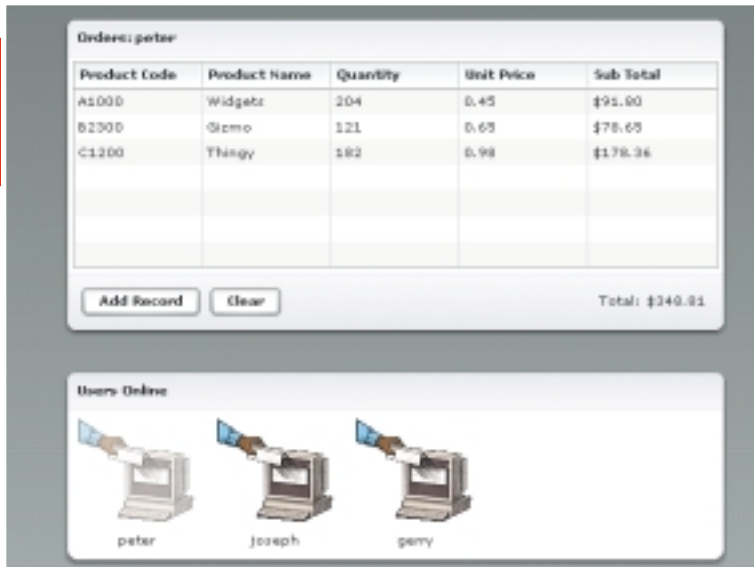 Orders: peter
Product Code Product Name Quantity Unit Price Sub Total
A1000 Widgets 204 0.45 $91.80
B2300 Gizmo 121 0.65 $78.65
C1200 Thingy 182 0.98 $178.36
Add Record Clear Total: $348.81
Users Online
peter joseph gerry